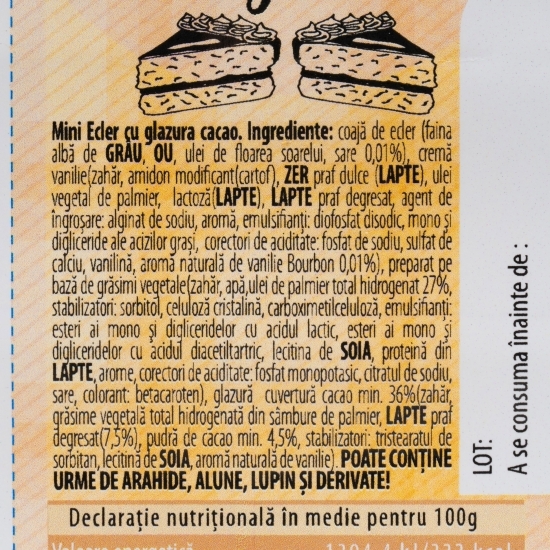 Mini Ecler cu glazura cacao. Ingrediente: coajă de ecler (faina
albă de GRÂU, OU, ulei de floarea soarelui, sare 0,01%), cremă
vanilie(zahăr, amidon modificant(cartof), ZER praf dulce (LAPTE), ulei
vegetal de palmier, lactoză(LAPTE), LAPTE praf degresat, agent de
îngroșare: alginat de sodiu, aromă, emulsifianți: diofosfat disodic, mono și
digliceride ale acizilor grași, corectori de aciditate: fosfat de sodiu, sulfat de
calciu, vanilină, aromă naturală de vanilie Bourbon 0,01%), preparat pe
bază de grăsimi vegetale(zahăr, apă,ulei de palmier total hidrogenat 27%,
stabilizatori: sorbitol, celuloză cristalină, carboximetilceluloză, emulsifianți:
esteri ai mono și digliceridelor cu acidul lactic, esteri ai mono și
digliceridelor cu acidul diacetiltartric, lecitina de SOIA, proteină din
LAPTE, arome, corectori de aciditate: fosfat monopotasic, citratul de sodiu,
sare, colorant: betacaroten), glazură cuvertură cacao min. 36%(zahăr,
grăsime vegetală total hidrogenată din sâmbure de palmier, LAPTE praf
degresat(7,5%), pudră de cacao min. 4,5%, stabilizatori: tristearatul de
sorbitan, lecitină de SOIA, aromă naturală de vanilie). POATE CONȚINE
URME DE ARAHIDE, ALUNE, LUPIN ȘI DERIVATE!
Declarație nutrițională în medie pentru 100g
LOT:
A se consuma înainte de :